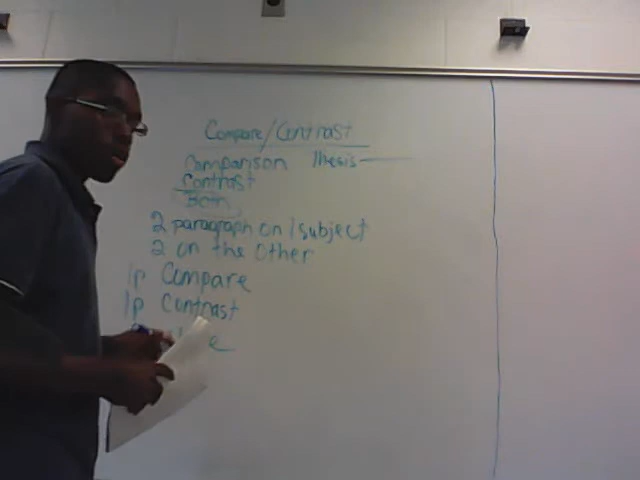 Compare/Contrast
Comparison Thesis
Contrast
Both
2 paragraph on 1 subject
2 on the Other
1p Compare
1p Contrast